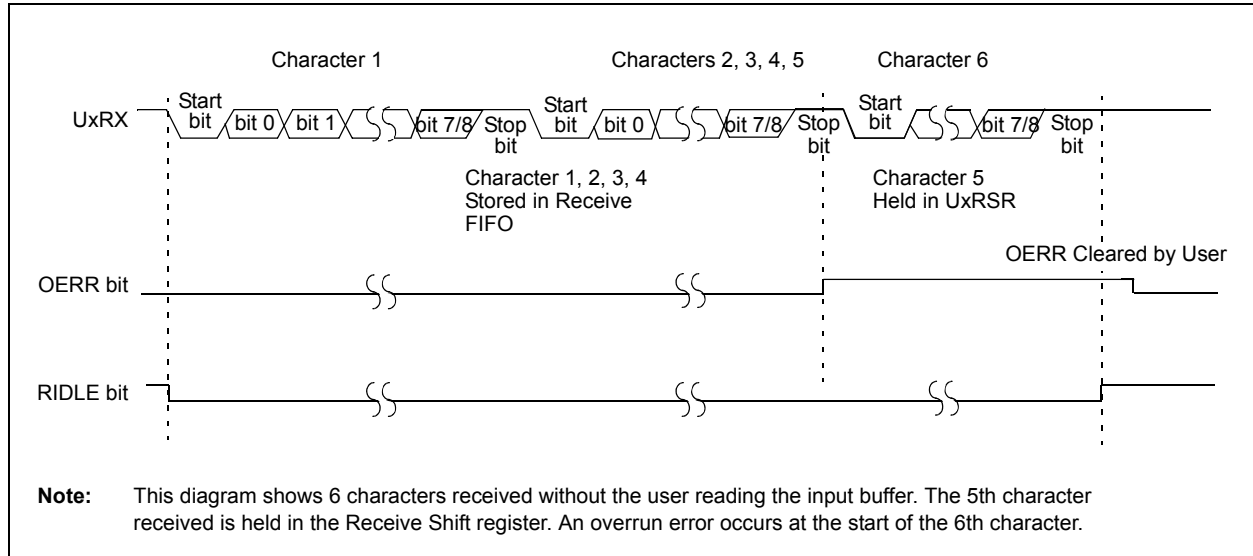 Character 1
Characters 2, 3, 4, 5
Character 6
UxRX
Start
bit
bit 0
bit 1
bit 7/8
Stop
bit
Start
bit
bit 0
bit 7/8
Stop
bit
Start
bit
bit 7/8
Stop
bit
Character 1, 2, 3, 4
Stored in Receive
FIFO
Character 5
Held in UxRSR
OERR Cleared by User
OERR bit
RIDLE bit
Note: This diagram shows 6 characters received without the user reading the input buffer. The 5th character
received is held in the Receive Shift register. An overrun error occurs at the start of the 6th character.